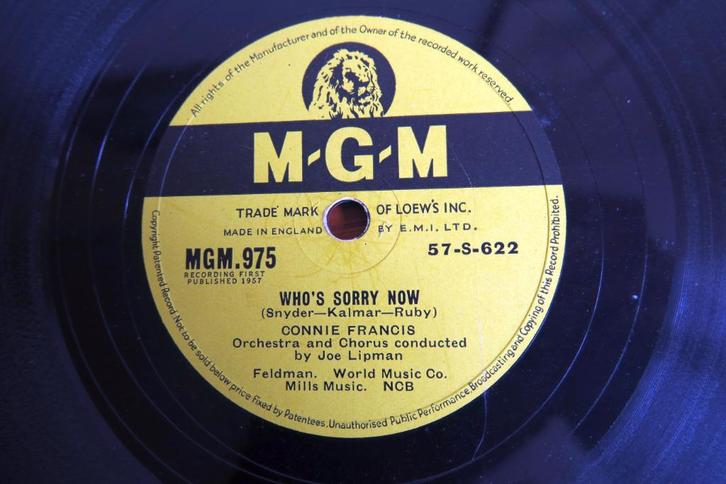 All rights of the Manufacturer and of the Owner of the recorded work reserved.
M-G-M
TRADE MARK OF LOEW'S INC.
MADE IN ENGLAND BY E.M.I. LTD.
MGM.975 57-S-622
RECORDING FIRST
PUBLISHED 1957
WHO'S SORRY NOW
(Snyder—Kalmar—Ruby)
CONNIE FRANCIS
Orchestra and Chorus conducted
by Joe Lipman
Feldman. World Music Co.
Mills Music. NCB
Copyright Patented Record Not to be sold below price Fixed by Patentees, Unauthorised Public Performance, Broadcasting and Copying of this Record Prohibited.